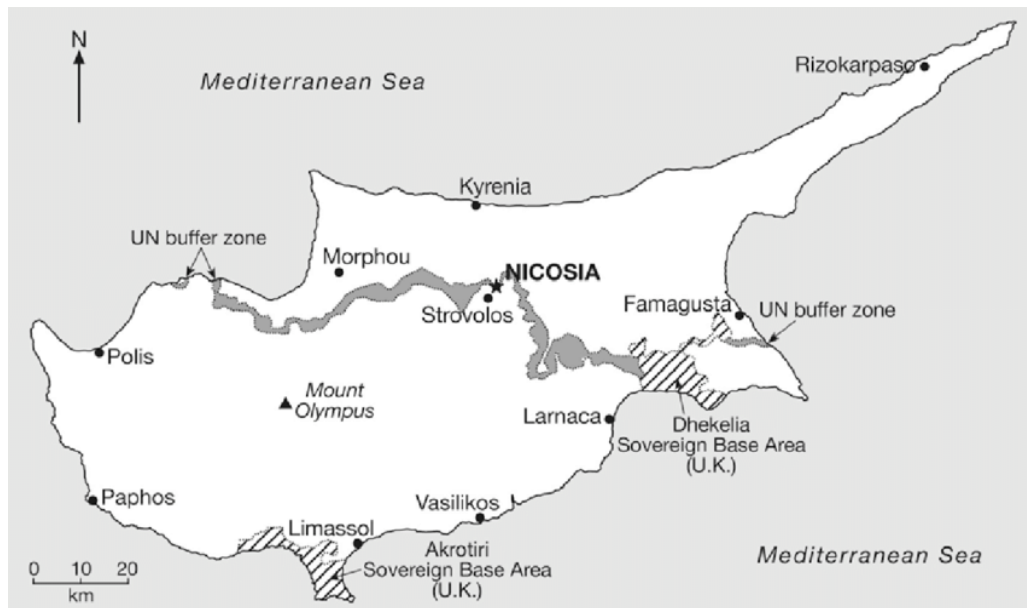 N
Mediterranean Sea
Rizokarpaso
Kyrenia
UN buffer zone
Morphou
NICOSIA
Strovolos
Famagusta
UN buffer zone
Polis
Mount
Olympus
Larnaca
Dhekelia
Sovereign Base Area
(U.K.)
Paphos
Vasilikos
Limassol
Akrotiri
Sovereign Base Area
(U.K.)
Mediterranean Sea
0 10 20
km